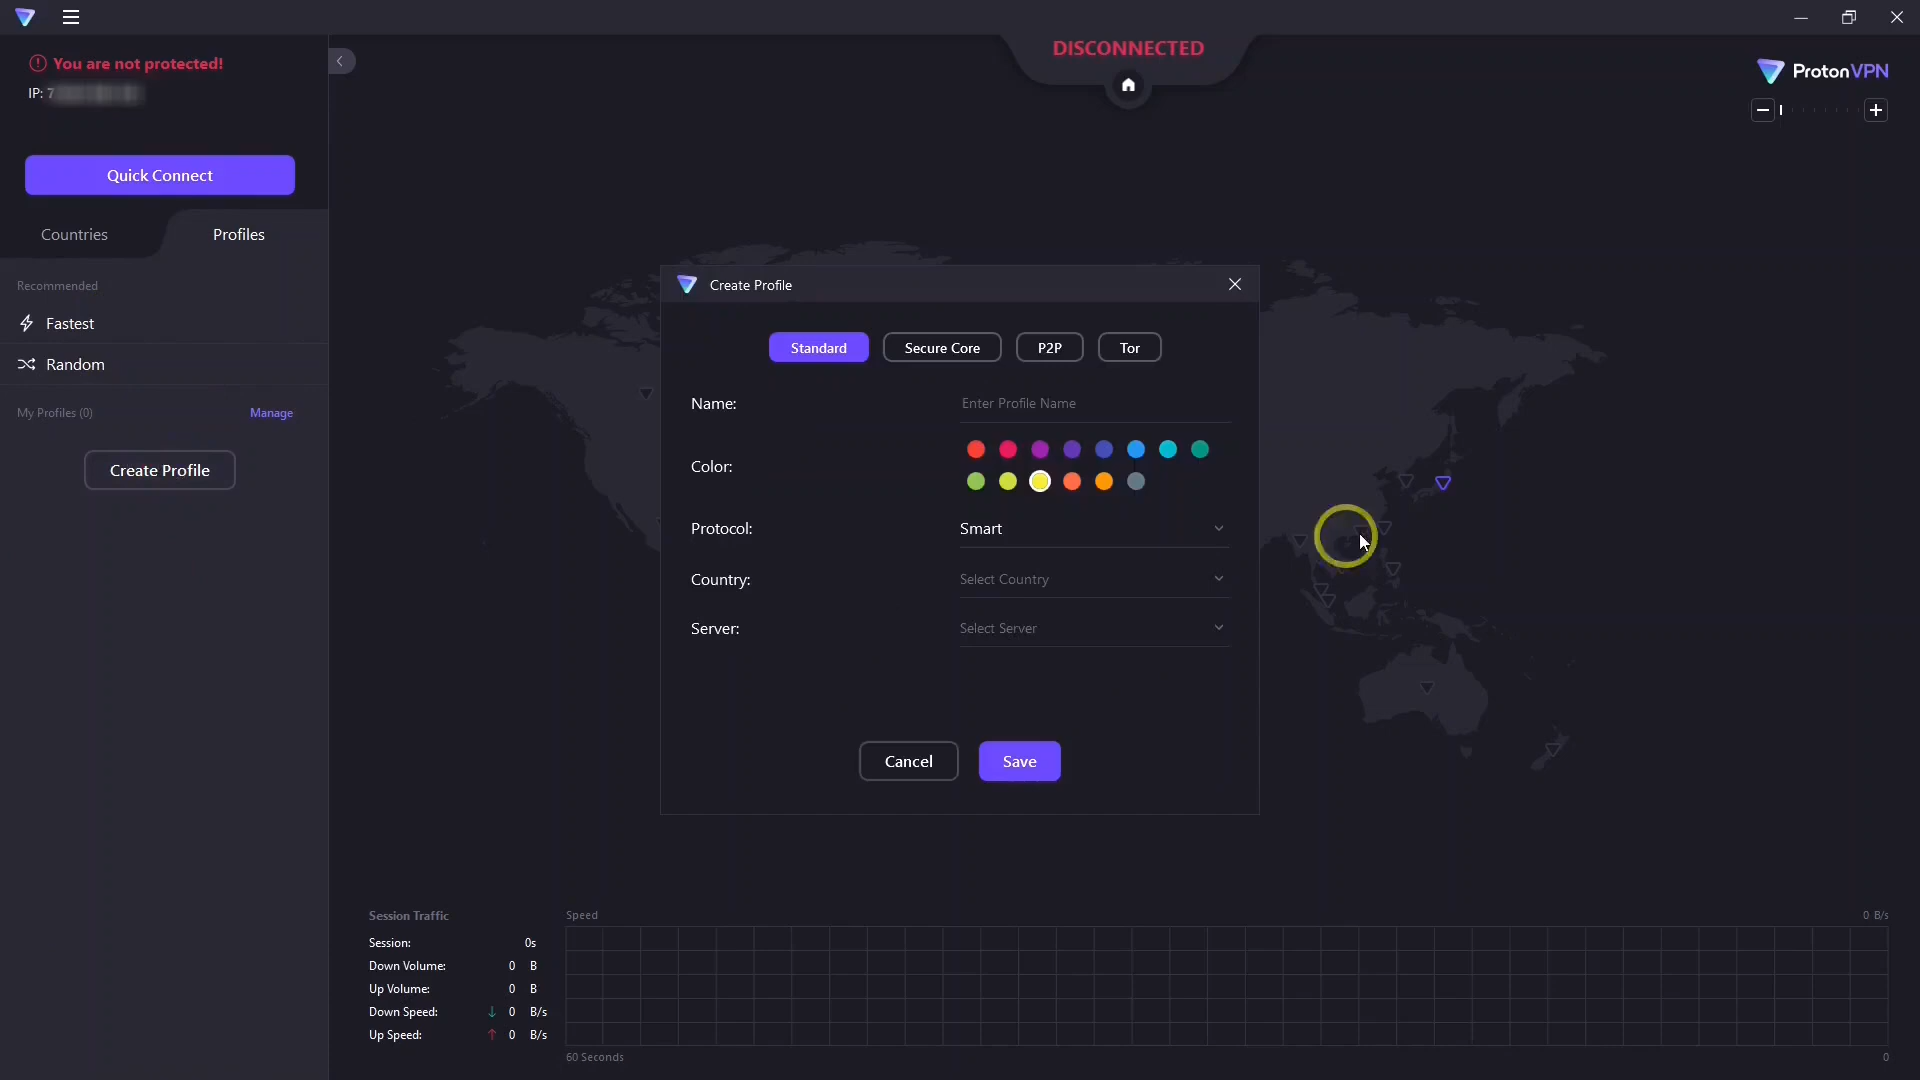 You are not protected!
IP: 7
Quick Connect
Countries
Profiles
Recommended
Fastest
Random
My Profiles (0)
Manage
Create Profile
DISCONNECTED
ProtonVPN
Create Profile
Standard
Secure Core
P2P
Tor
Name:
Enter Profile Name
Color:
Protocol:
Smart
Country:
Select Country
Server:
Select Server
Cancel
Save
Session Traffic
Session: 0s
Down Volume: 0 B
Up Volume: 0 B
Down Speed: ↓ 0 B/s
Up Speed: ↑ 0 B/s
Speed
0 B/s
60 Seconds
0